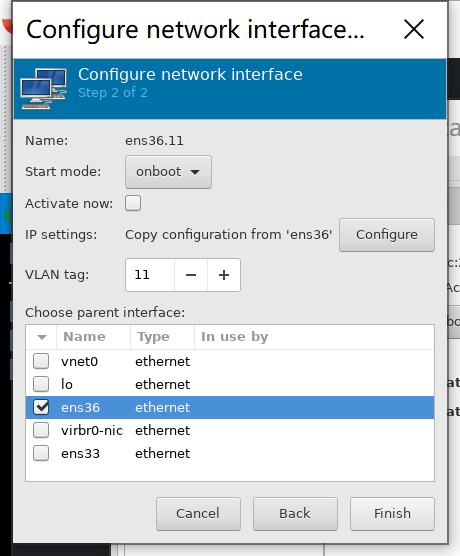 Configure network interface...
Configure network interface
Step 2 of 2
Name: ens36.11
Start mode: onboot
Activate now:
IP settings: Copy configuration from 'ens36' Configure
VLAN tag: 11
Choose parent interface:
Name Type In use by
vnet0 ethernet
lo ethernet
ens36 ethernet
virbr0-nic ethernet
ens33 ethernet
Cancel Back Finish